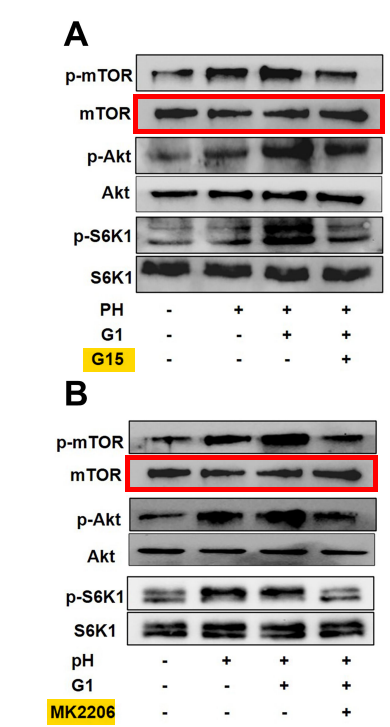 A
p-mTOR
mTOR
p-Akt
Akt
p-S6K1
S6K1
PH - + + +
G1 - - + +
G15 - - - +
B
p-mTOR
mTOR
p-Akt
Akt
p-S6K1
S6K1
pH - + + +
G1 - - + +
MK2206 - - - +